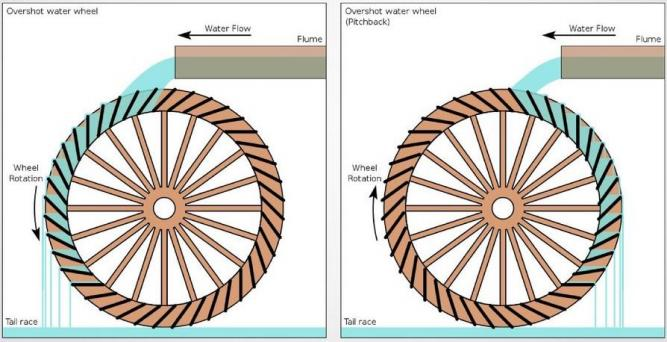 Overshot water wheel
Water Flow
Flume
Wheel
Rotation
Tail race
Overshot water wheel
(Pitchback)
Water Flow
Flume
Wheel
Rotation
Tail race